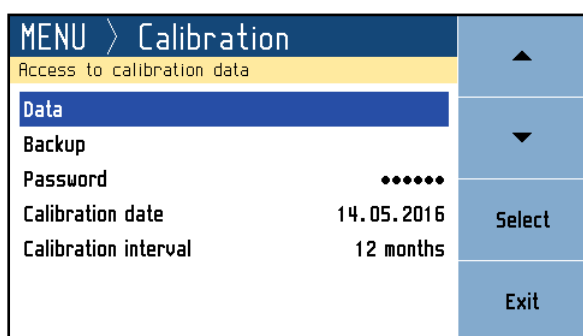 MENU 〉 Calibration
Access to calibration data
Data
Backup
Password ••••••
Calibration date 14.05.2016
Calibration interval 12 months
Select
Exit